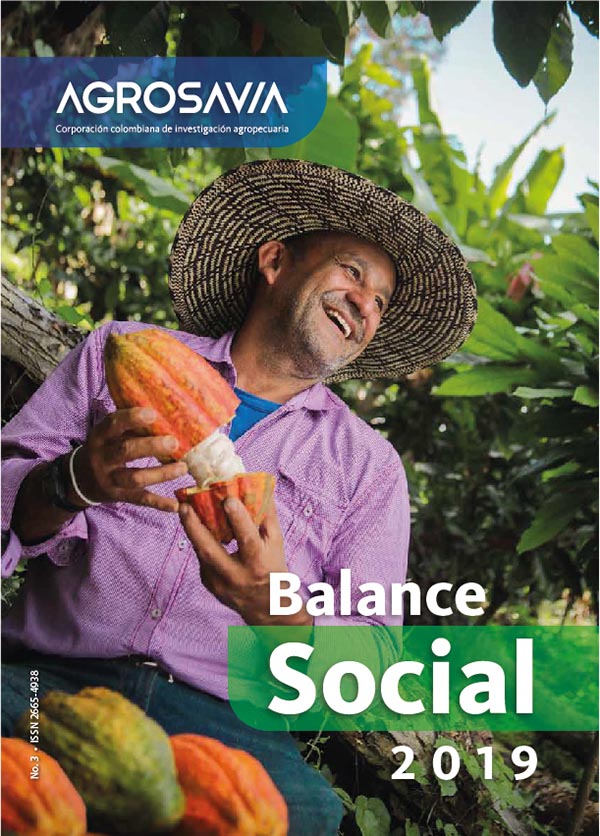 AGROSAVIA
Corporación colombiana de investigación agropecuaria
Balance
Social
2019
No. 3 • ISSN 2665-4938